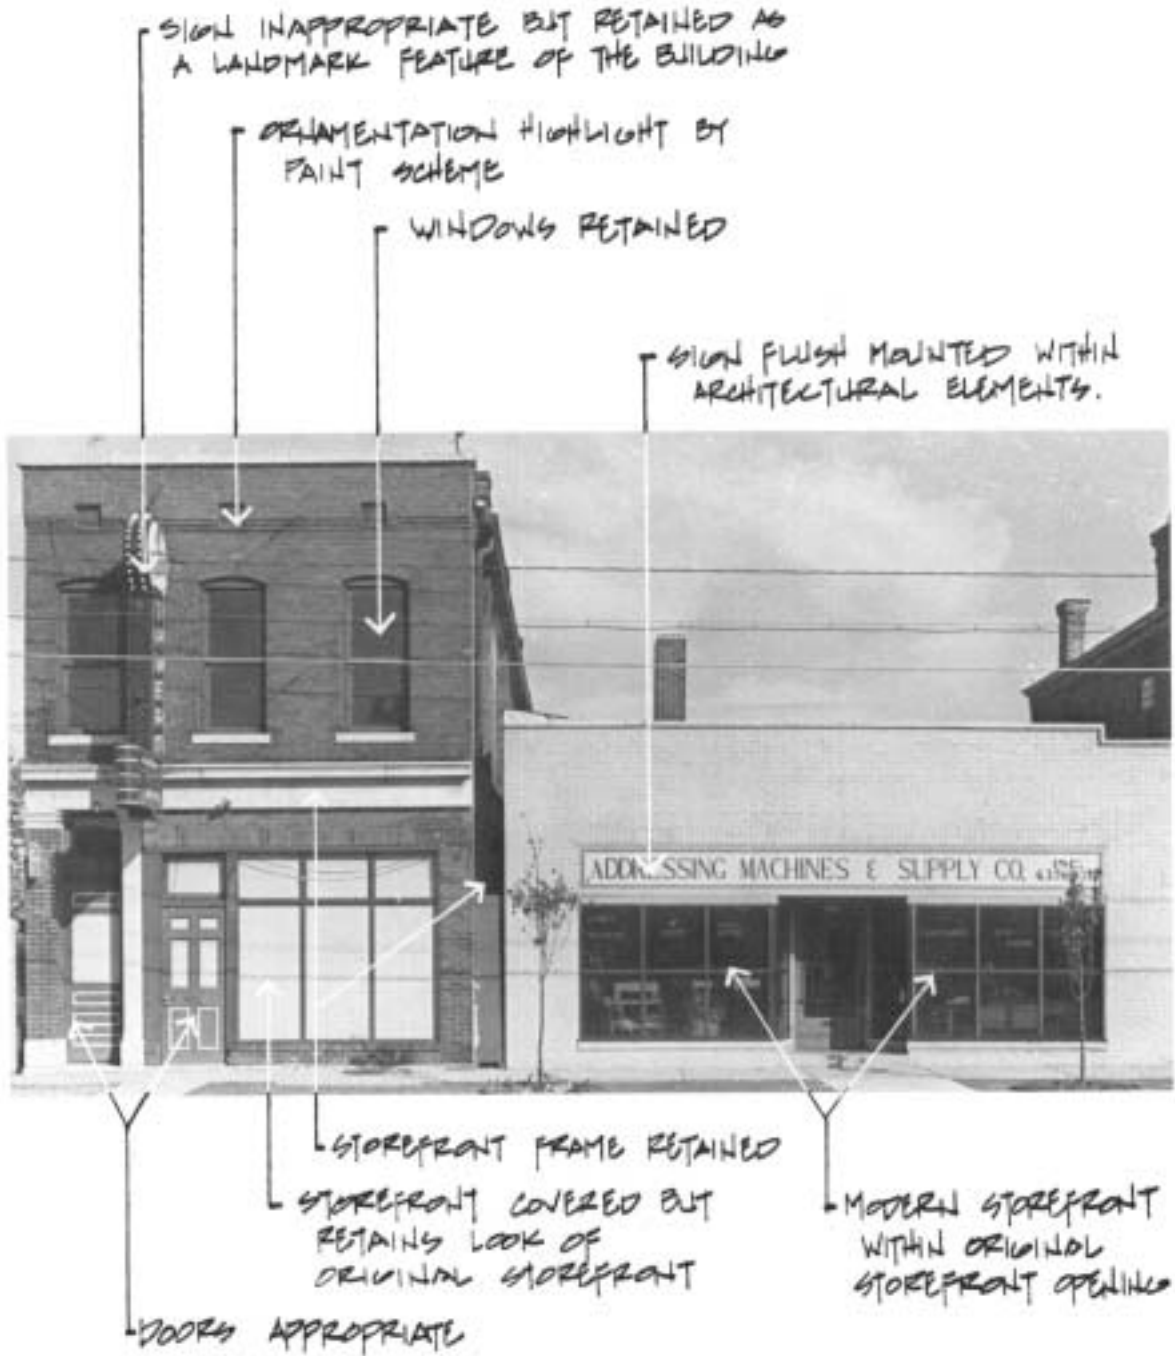 SIGN INAPPROPRIATE BUT RETAINED AS
A LANDMARK FEATURE OF THE BUILDING
ORNAMENTATION HIGHLIGHT BY
PAINT SCHEME
WINDOWS RETAINED
SIGN FLUSH MOUNTED WITHIN
ARCHITECTURAL ELEMENTS.
ADDRESSING MACHINES & SUPPLY CO.
STOREFRONT FRAME RETAINED
STOREFRONT COVERED BUT
RETAINS LOOK OF
ORIGINAL STOREFRONT
MODERN STOREFRONT
WITHIN ORIGINAL
STOREFRONT OPENING
DOORS APPROPRIATE